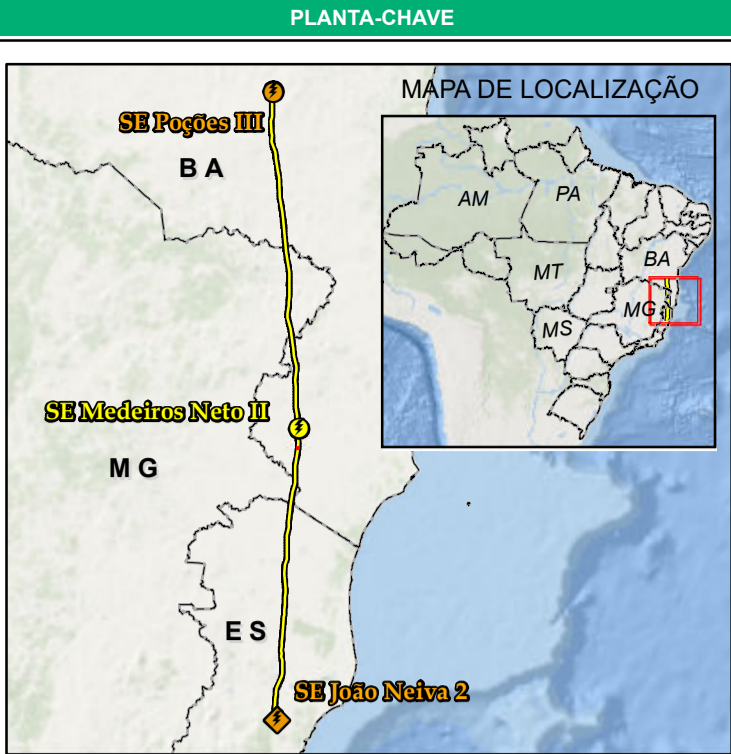 PLANTA-CHAVE
MAPA DE LOCALIZAÇÃO
SE Poções III
B A
AM
PA
BA
MT
MG
MS
SE Medeiros Neto II
M G
E S
SE João Neiva 2